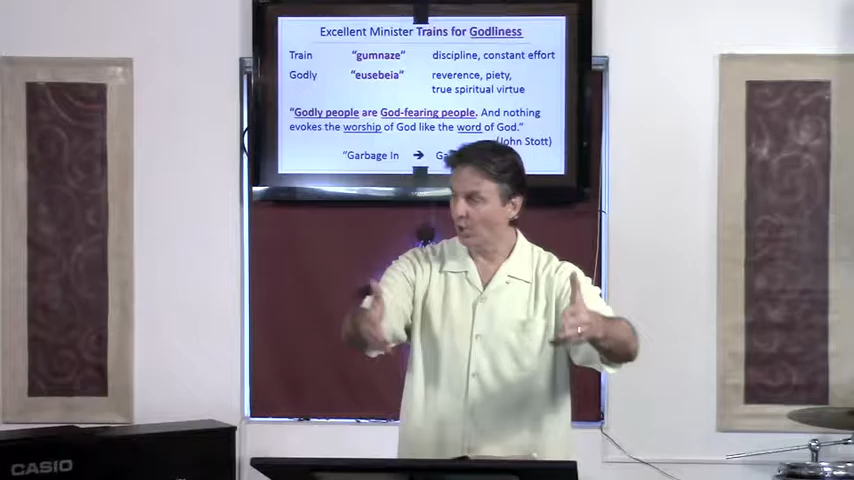 Excellent Minister Trains for Godliness
Train "gumnaze" discipline, constant effort
Godly "eusebeia" reverence, piety,
true spiritual virtue
"Godly people are God-fearing people. And nothing
evokes the worship of God like the word of God."
(John Stott)
"Garbage In ➔
CASIO